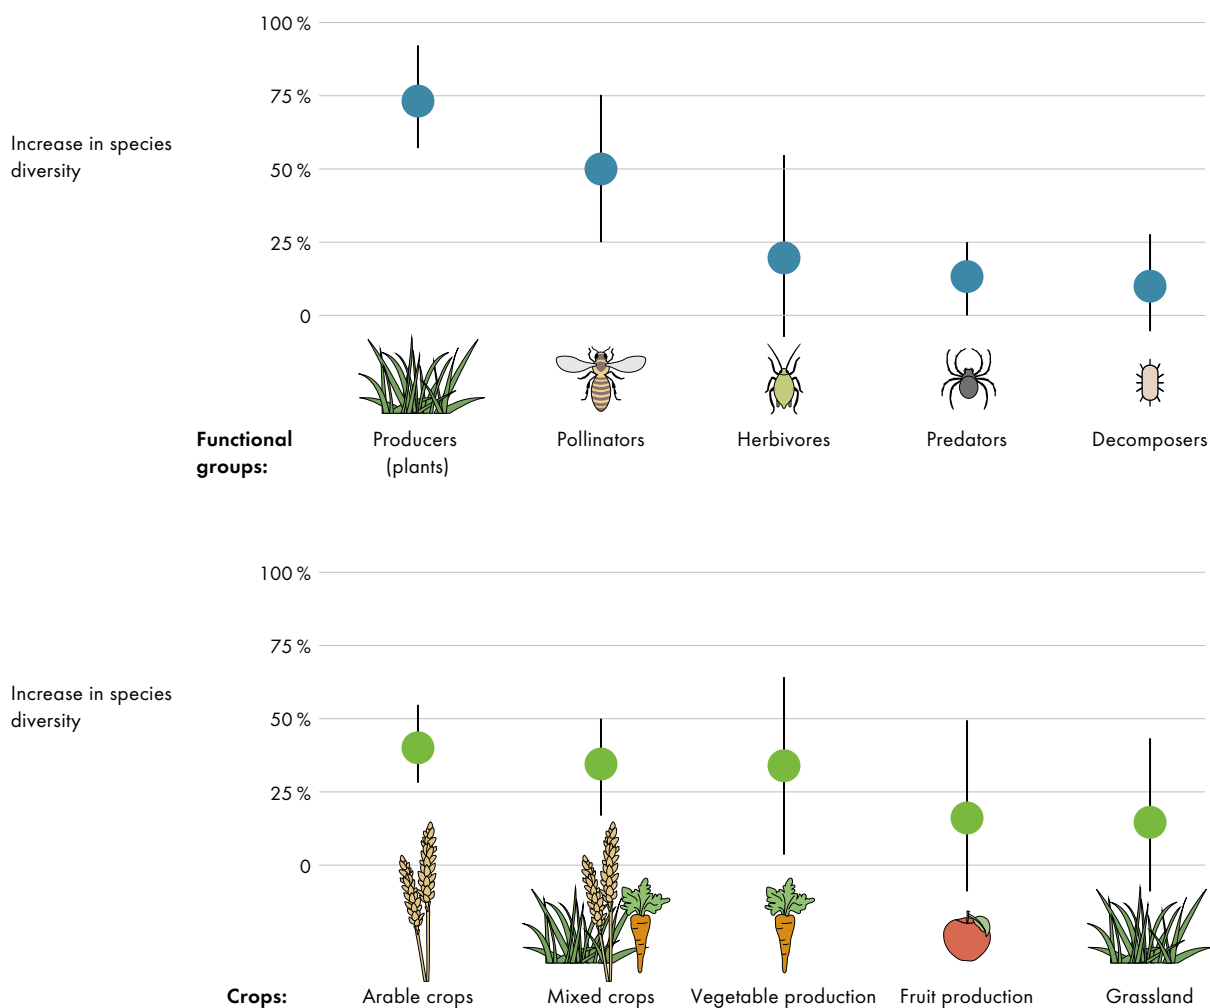 100 %
75 %
Increase in species
diversity
50 %
25 %
0
Functional
groups:
Producers
(plants)
Pollinators
Herbivores
Predators
Decomposers
100 %
75 %
Increase in species
diversity
50 %
25 %
0
Crops:
Arable crops
Mixed crops
Vegetable production
Fruit production
Grassland